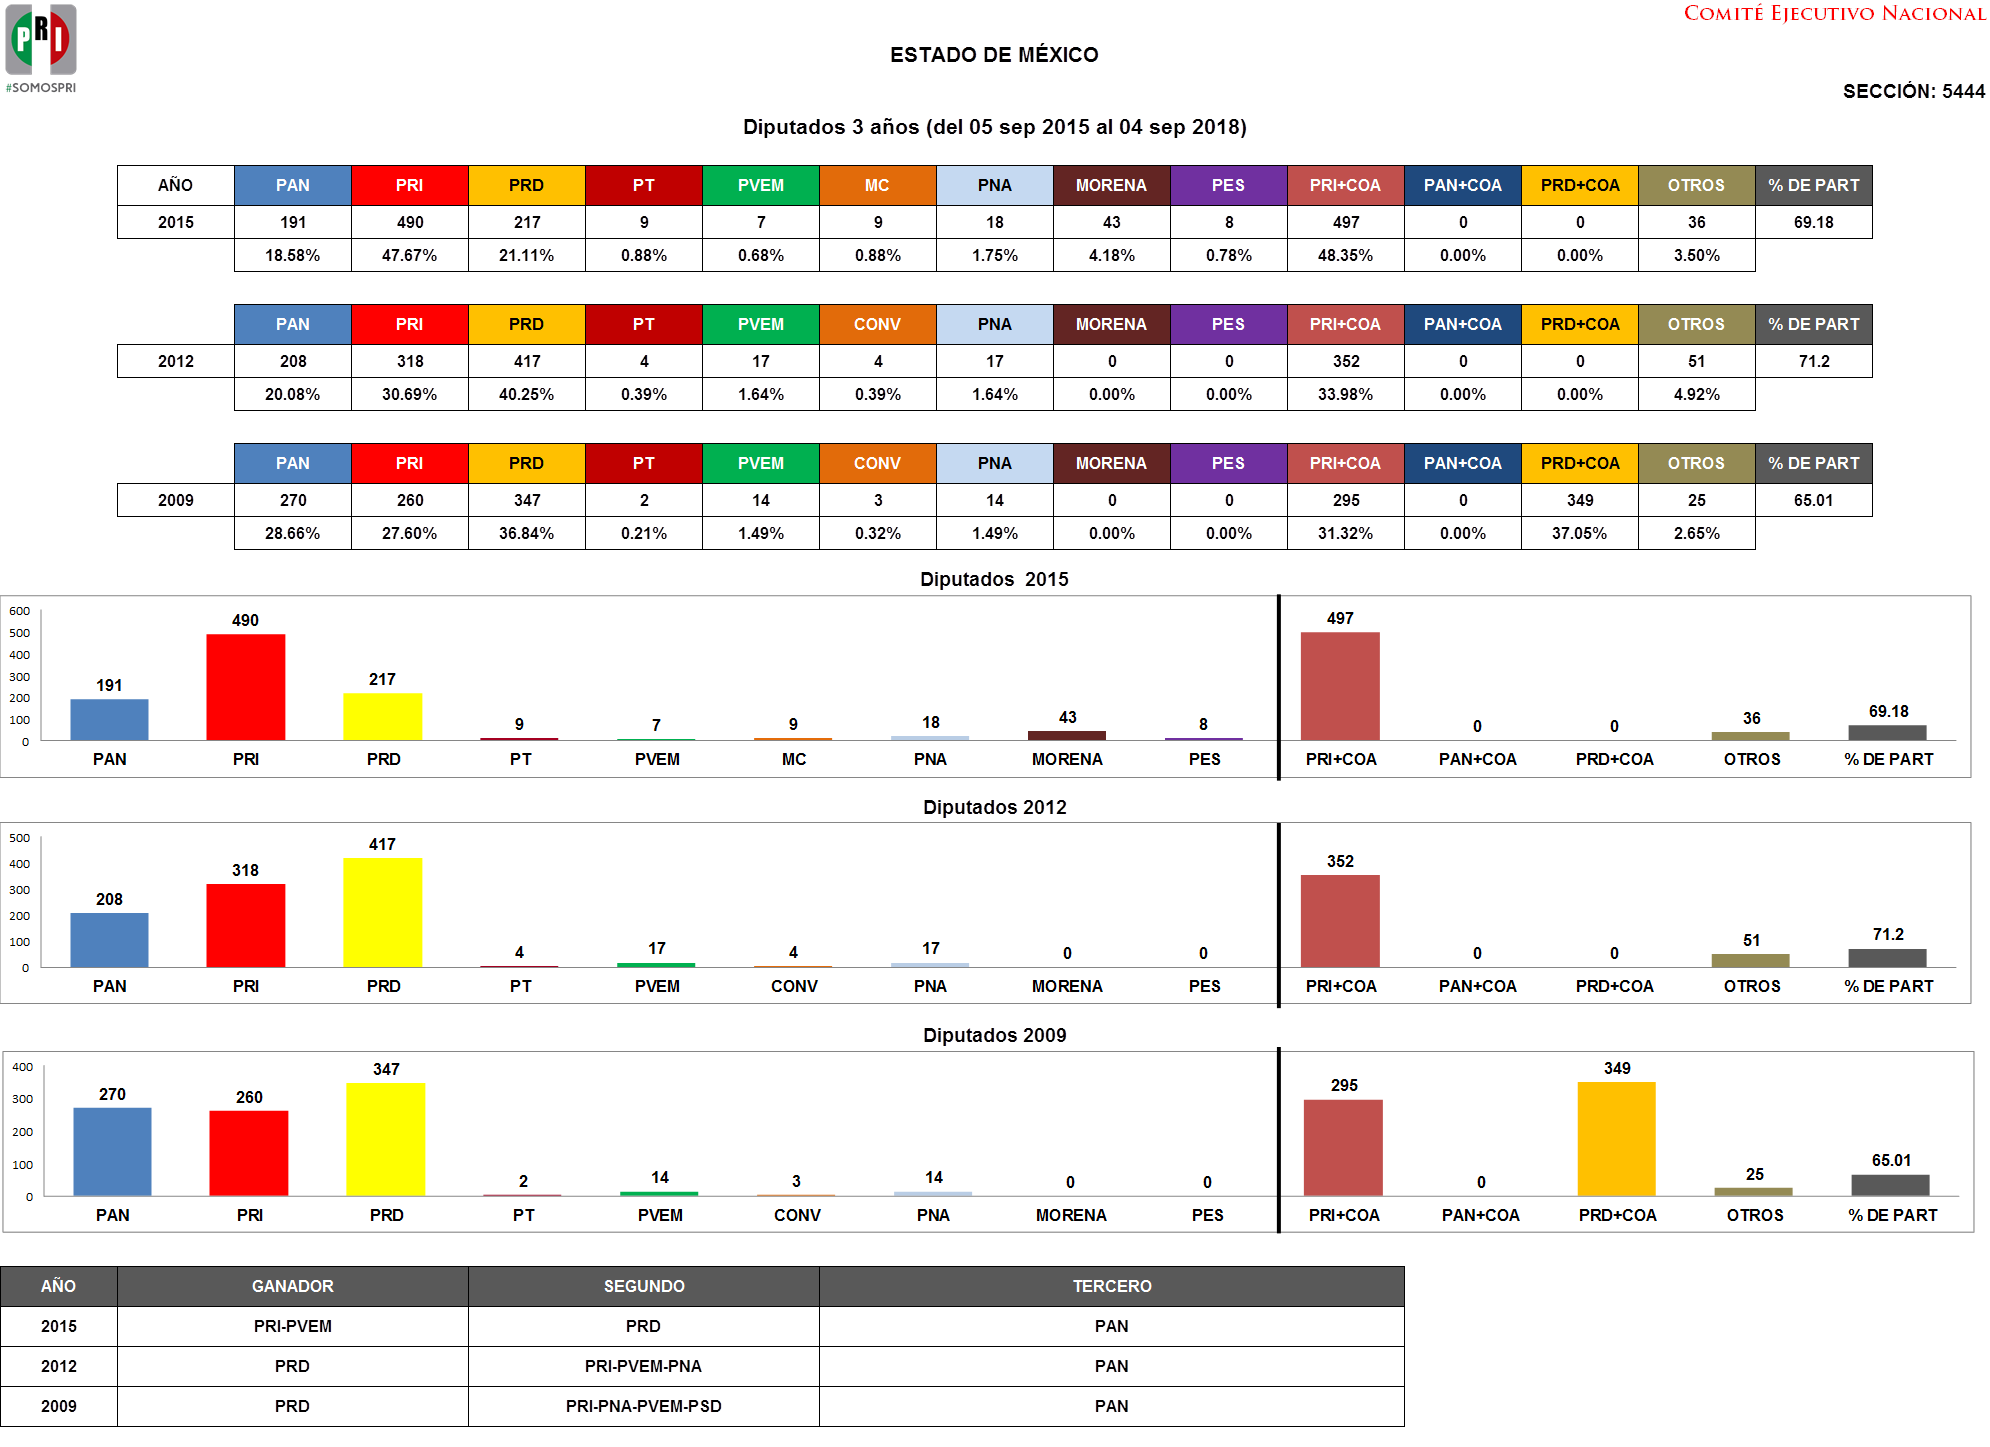 PRI
#SOMOSPRI
COMITÉ EJECUTIVO NACIONAL
ESTADO DE MÉXICO
SECCIÓN: 5444
Diputados 3 años (del 05 sep 2015 al 04 sep 2018)
AÑO PAN PRI PRD PT PVEM MC PNA MORENA PES PRI+COA PAN+COA PRD+COA OTROS % DE PART
2015 191 490 217 9 7 9 18 43 8 497 0 0 36 69.18
18.58% 47.67% 21.11% 0.88% 0.68% 0.88% 1.75% 4.18% 0.78% 48.35% 0.00% 0.00% 3.50%
PAN PRI PRD PT PVEM CONV PNA MORENA PES PRI+COA PAN+COA PRD+COA OTROS % DE PART
2012 208 318 417 4 17 4 17 0 0 352 0 0 51 71.2
20.08% 30.69% 40.25% 0.39% 1.64% 0.39% 1.64% 0.00% 0.00% 33.98% 0.00% 0.00% 4.92%
PAN PRI PRD PT PVEM CONV PNA MORENA PES PRI+COA PAN+COA PRD+COA OTROS % DE PART
2009 270 260 347 2 14 3 14 0 0 295 0 349 25 65.01
28.66% 27.60% 36.84% 0.21% 1.49% 0.32% 1.49% 0.00% 0.00% 31.32% 0.00% 37.05% 2.65%
Diputados 2015
600
500
400
300
200
100
0
191 490 217 9 7 9 18 43 8 497 0 0 36 69.18
PAN PRI PRD PT PVEM MC PNA MORENA PES PRI+COA PAN+COA PRD+COA OTROS % DE PART
Diputados 2012
500
400
300
200
100
0
208 318 417 4 17 4 17 0 0 352 0 0 51 71.2
PAN PRI PRD PT PVEM CONV PNA MORENA PES PRI+COA PAN+COA PRD+COA OTROS % DE PART
Diputados 2009
400
300
200
100
0
270 260 347 2 14 3 14 0 0 295 0 349 25 65.01
PAN PRI PRD PT PVEM CONV PNA MORENA PES PRI+COA PAN+COA PRD+COA OTROS % DE PART
AÑO GANADOR SEGUNDO TERCERO
2015 PRI-PVEM PRD PAN
2012 PRD PRI-PVEM-PNA PAN
2009 PRD PRI-PNA-PVEM-PSD PAN